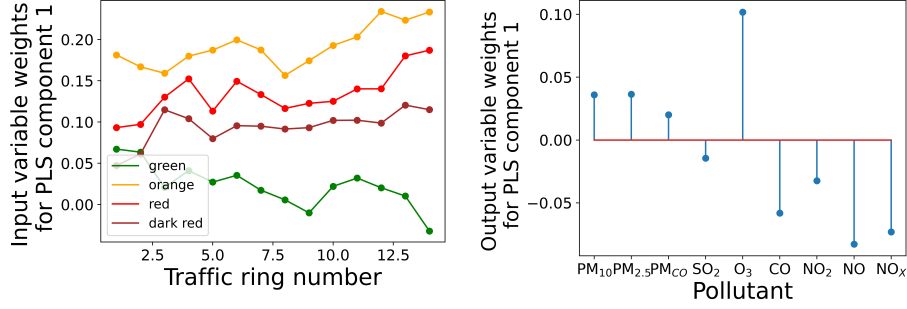 Input variable weights
for PLS component 1
0.20
0.15
0.10
0.05
0.00
green
orange
red
dark red
2.5 5.0 7.5 10.0 12.5
Traffic ring number
Output variable weights
for PLS component 1
0.10
0.05
0.00
−0.05
PM₁₀ PM₂.₅ PM_CO SO₂ O₃ CO NO₂ NO NO_X
Pollutant